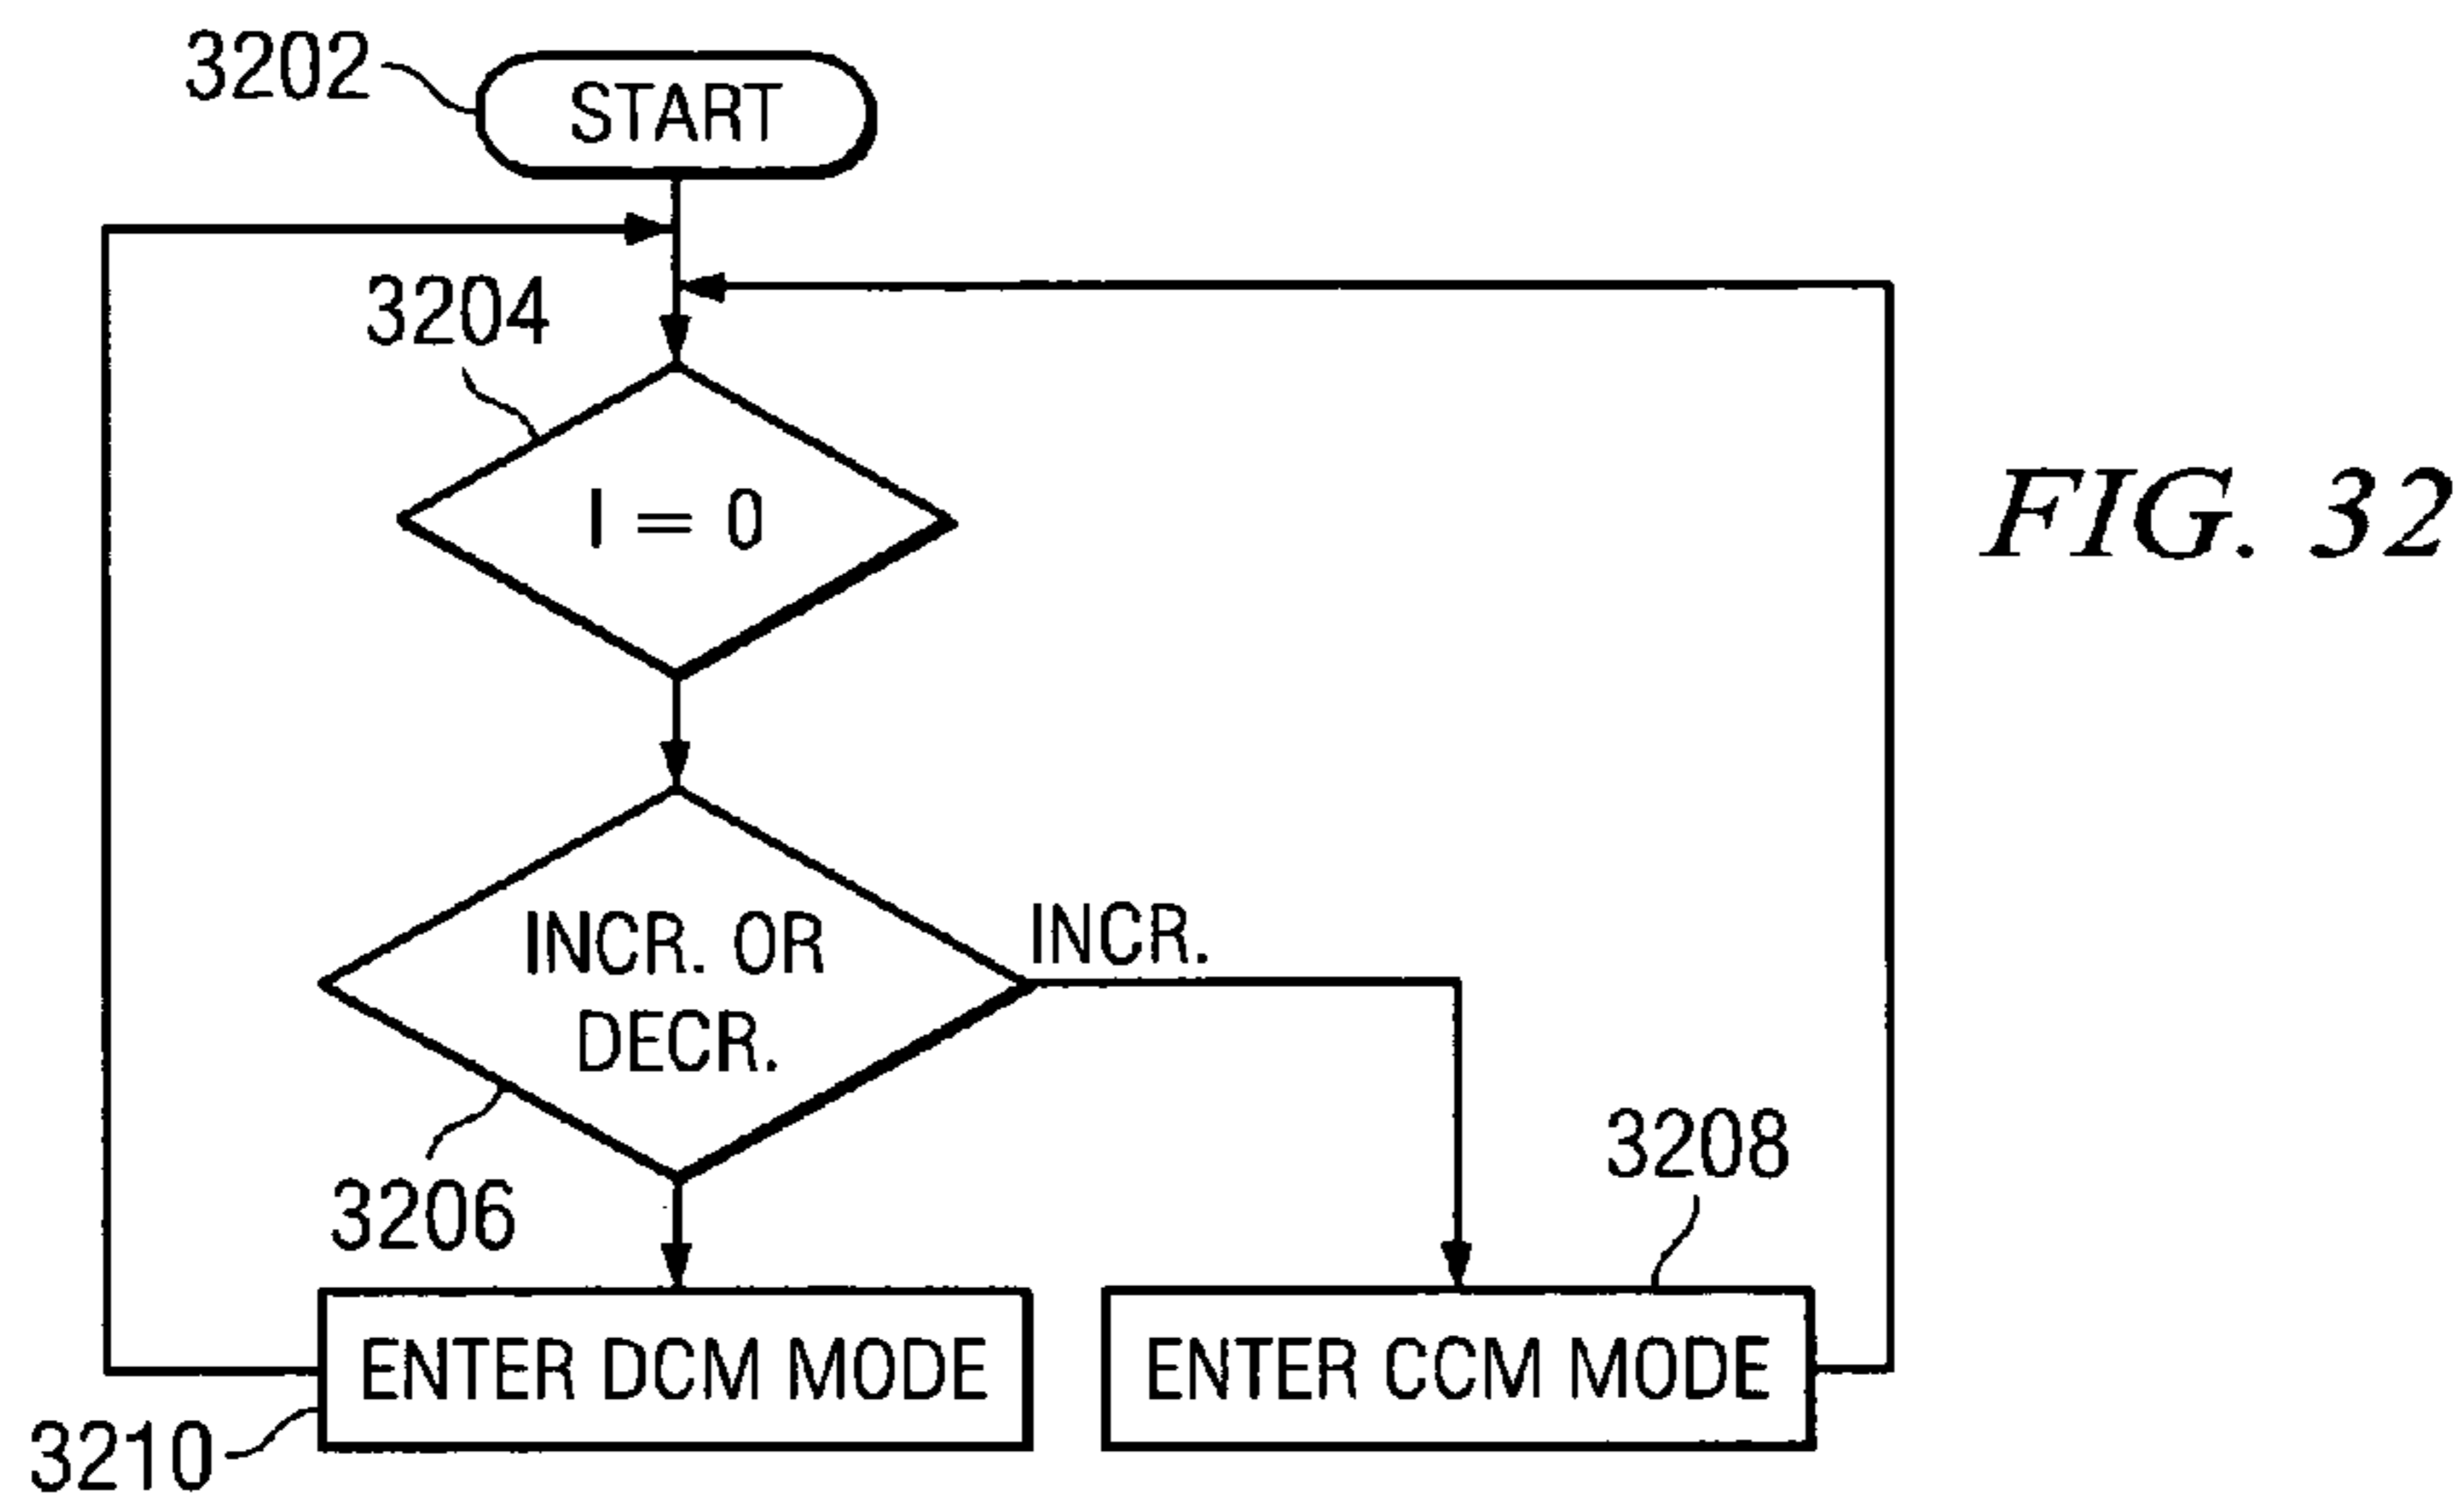 3202
START
3204
I = 0
FIG. 32
INCR. OR
DECR.
INCR.
3206
3208
ENTER DCM MODE
ENTER CCM MODE
3210